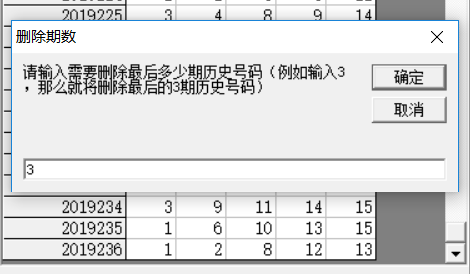 2019225 3 4 8 9 14
删除期数
请输入需要删除最后多少期历史号码（例如输入3
，那么就将删除最后的3期历史号码）
确定
取消
3
2019234 3 9 11 14 15
2019235 1 6 10 13 15
2019236 1 2 8 12 13